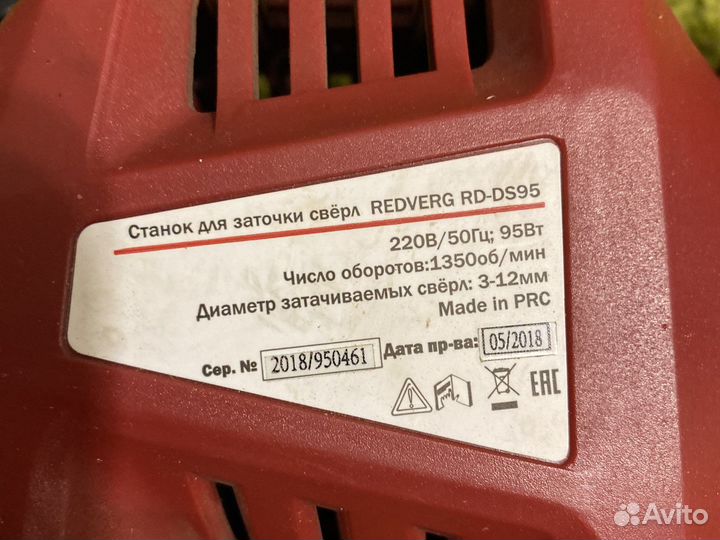 Станок для заточки свёрл REDVERG RD-DS95
220В/50Гц; 95Вт
Число оборотов:1350об/мин
Диаметр затачиваемых свёрл: 3-12мм
Made in PRC
Сер. № 2018/950461 Дата пр-ва: 05/2018
EAC
Avito